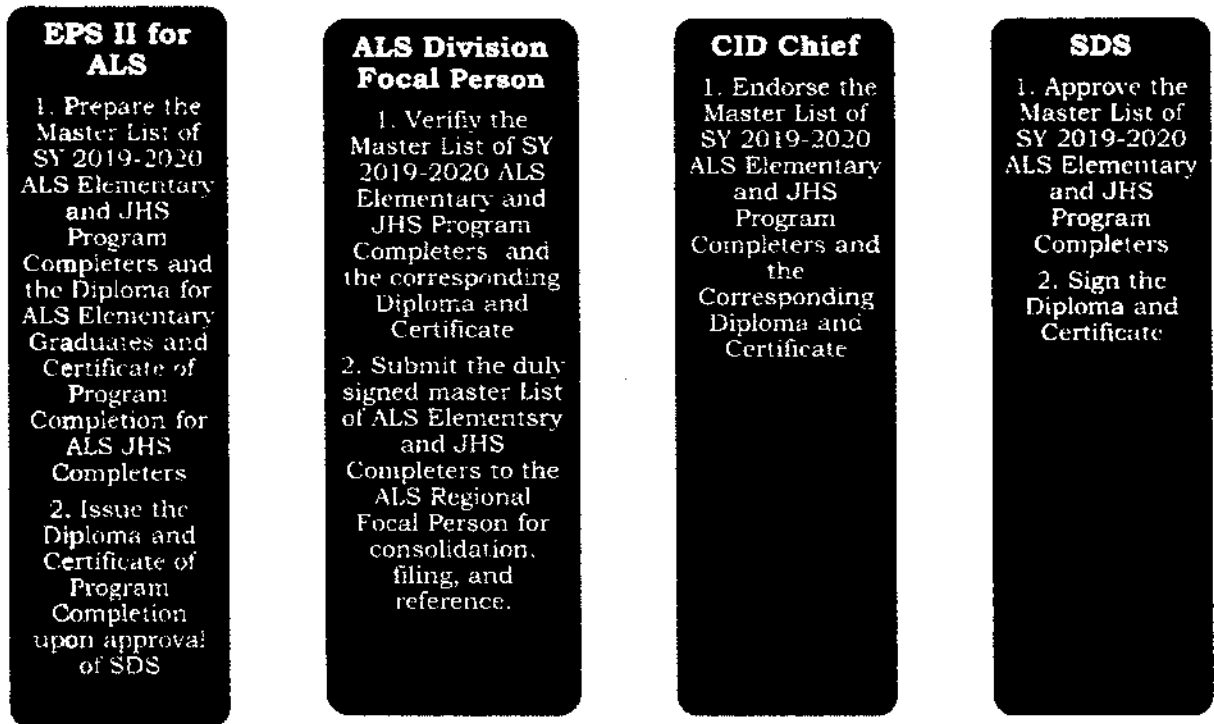 EPS II for
ALS
1. Prepare the
Master List of
SY 2019-2020
ALS Elementary
and JHS
Program
Completers and
the Diploma for
ALS Elementary
Graduates and
Certificate of
Program
Completion for
ALS JHS
Completers
2. Issue the
Diploma and
Certificate of
Program
Completion
upon approval
of SDS
ALS Division
Focal Person
1. Verifiy the
Master List of SY
2019-2020 ALS
Elementary and
JHS Program
Completers and
the corresponding
Diploma and
Certificate
2. Submit the duly
signed master List
of ALS Elementsry
and JHS
Completers to the
ALS Regional
Focal Person for
consolidation,
filing, and
reference.
CID Chief
1. Endorse the
Master List of
SY 2019-2020
ALS Elementary
and JHS
Program
Completers and
the
Corresponding
Diploma and
Certificate
SDS
1. Approve the
Master List of
SY 2019-2020
ALS Elementary
and JHS
Program
Completers
2. Sign the
Diploma and
Certificate